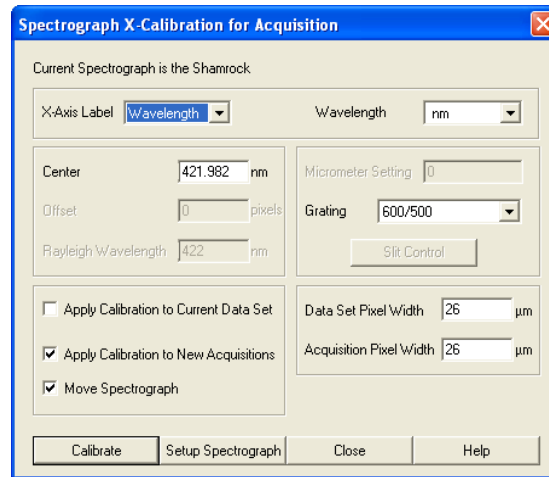 Spectrograph X-Calibration for Acquisition
Current Spectrograph is the Shamrock
X-Axis Label Wavelength Wavelength nm
Center 421.982 nm
Offset 0 pixels
Rayleigh Wavelength 422 nm
Micrometer Setting 0
Grating 600/500
Slit Control
Apply Calibration to Current Data Set
Apply Calibration to New Acquisitions
Move Spectrograph
Data Set Pixel Width 26 µm
Acquisition Pixel Width 26 µm
Calibrate Setup Spectrograph Close Help